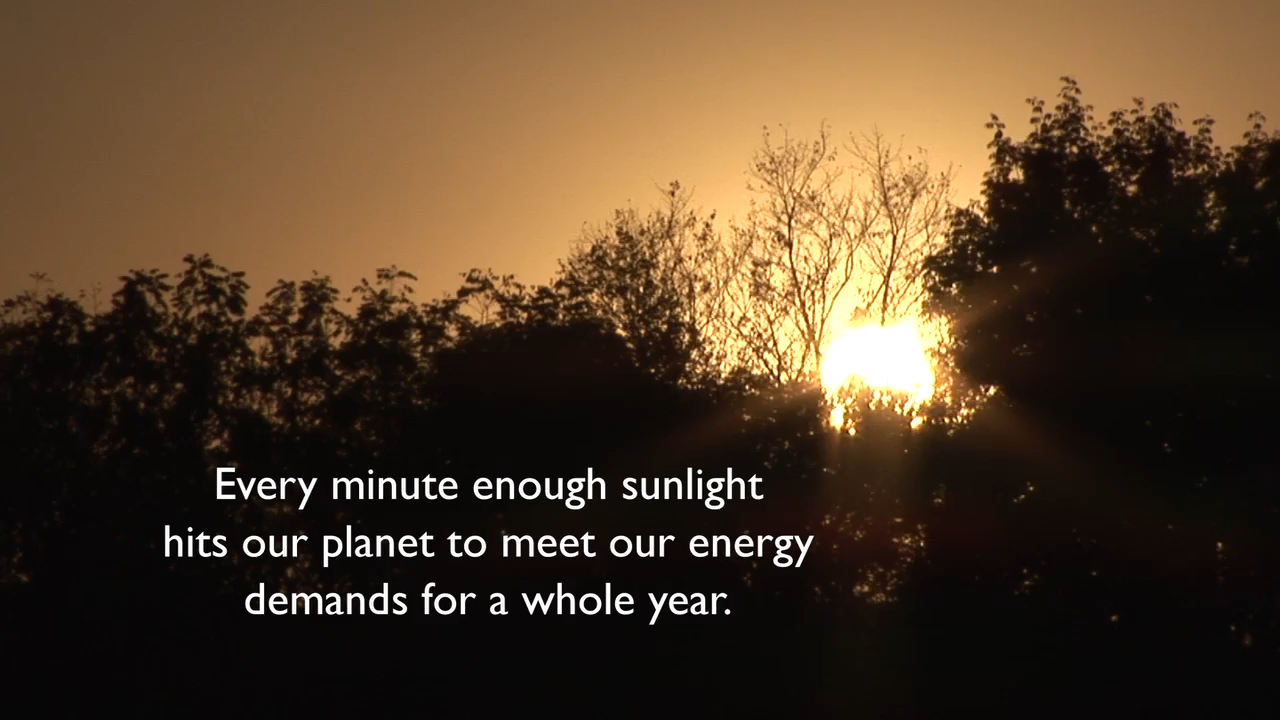 Every minute enough sunlight
hits our planet to meet our energy
demands for a whole year.